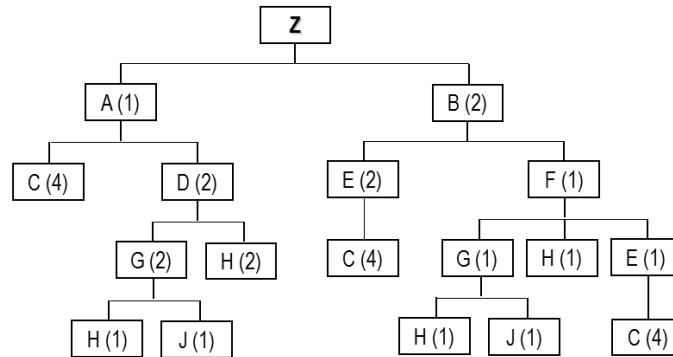 Z
A (1)
B (2)
C (4)
D (2)
E (2)
F (1)
G (2)
H (2)
C (4)
G (1)
H (1)
E (1)
H (1)
J (1)
H (1)
J (1)
C (4)